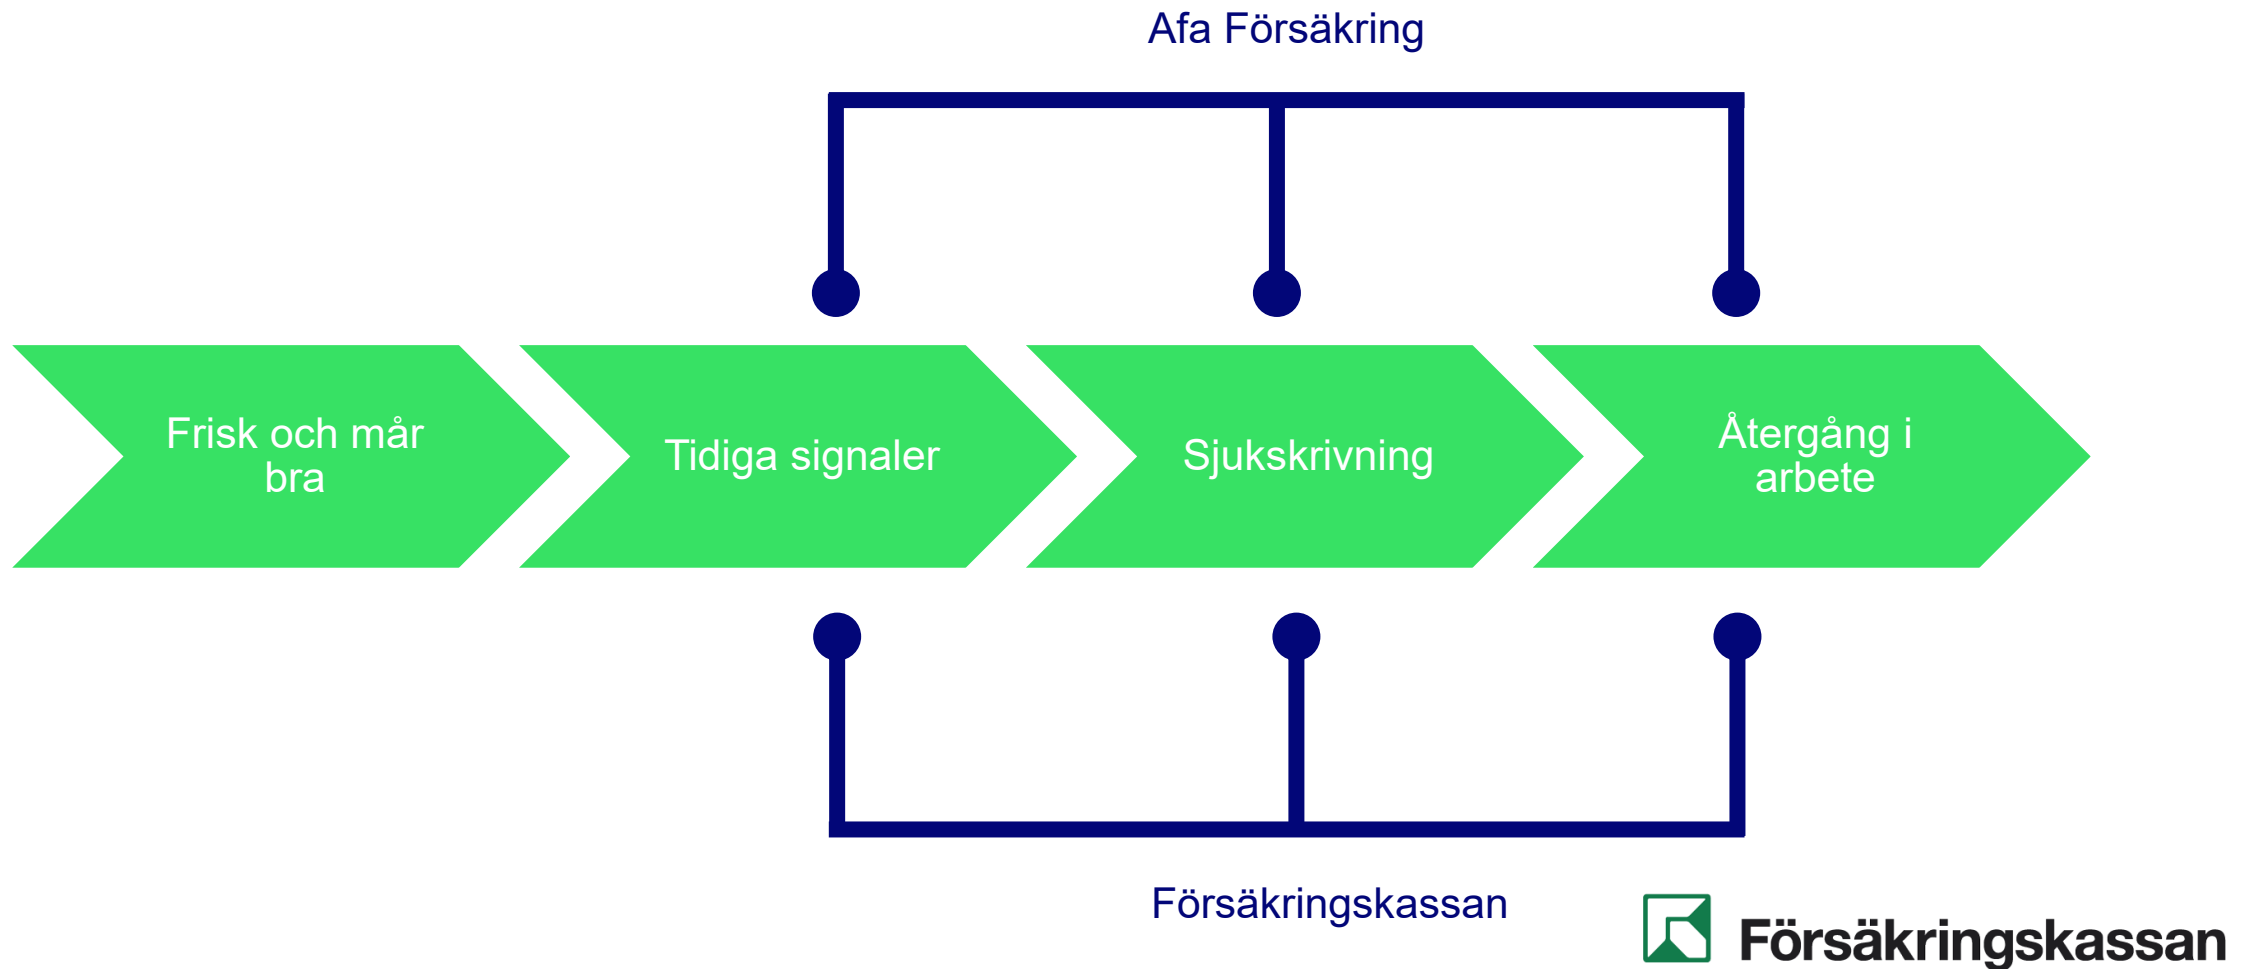 Afa Försäkring
Frisk och mår
bra
Tidiga signaler
Sjukskrivning
Återgång i
arbete
Försäkringskassan
Försäkringskassan